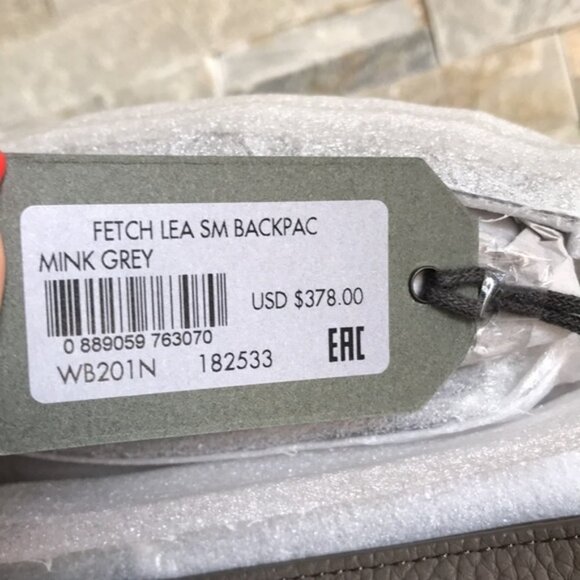 FETCH LEA SM BACKPAC
MINK GREY
USD $378.00
0 889059 763070
WB201N 182533
EAC